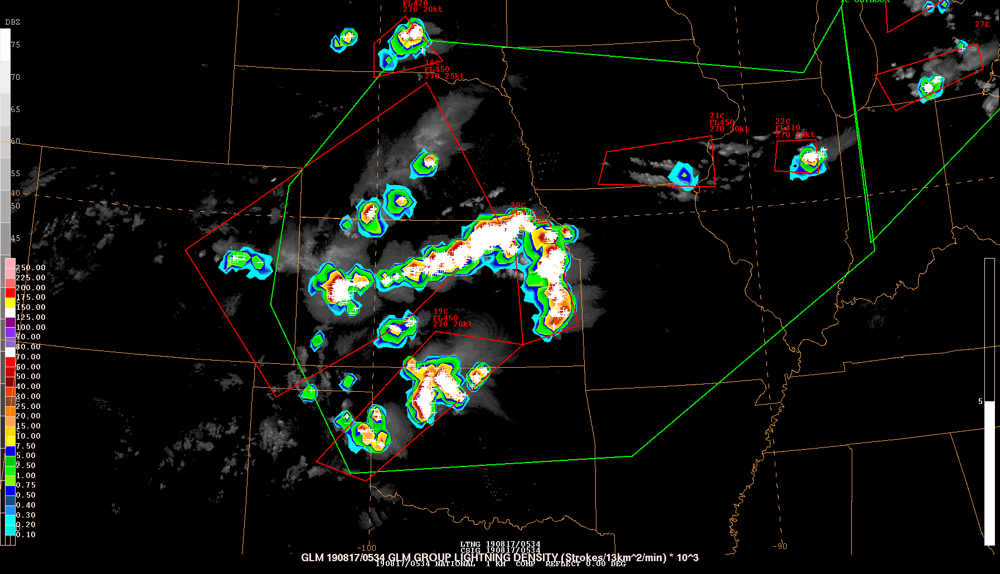 FL420
270 20kt
C OUTLOOK
27E
DBZ
75
70
65
60
55
40
50
45
18C
FL450
270 25kt
21C
FL450
270 20kt
22C
FL410
270 25kt
20C
19C
FL450
270 20kt
250.00
225.00
200.00
175.00
150.00
125.00
100.00
90.00
80.00
70.00
60.00
50.00
40.00
30.00
25.00
20.00
15.00
10.00
7.50
5.00
2.50
1.00
0.75
0.50
0.40
0.30
0.20
0.10
5
-100
-90
LTNG 190817/0534
CSIG 190817/0534
GLM 190817/0534 GLM GROUP LIGHTNING DENSITY (Strokes/13km^2/min) * 10^3
190817/0534 NATIONAL 1 KM COMP REFLECT 0.00 DEG